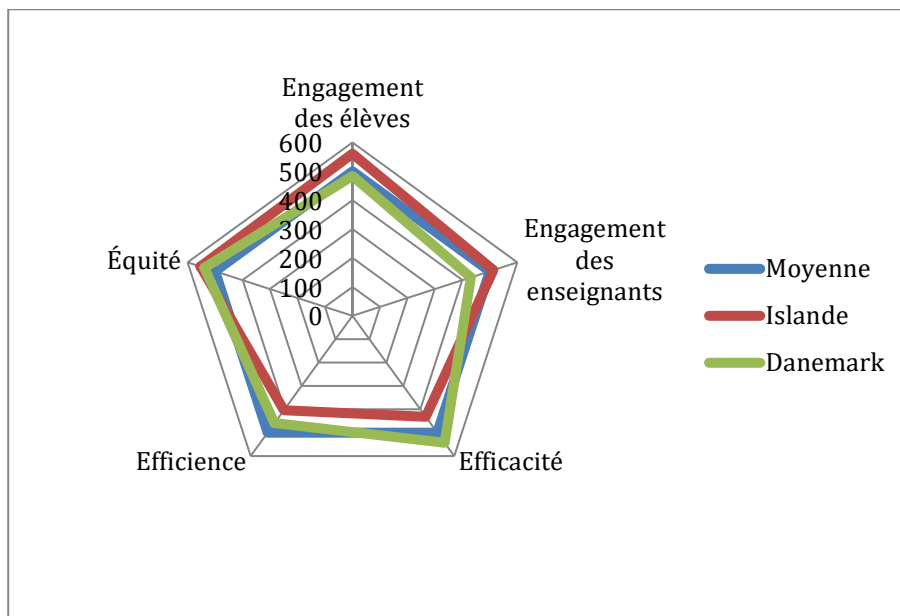 Engagement
des élèves
600
500
400
300
200
100
0
Engagement
des
enseignants
Équité
Efficience
Efficacité
Moyenne
Islande
Danemark